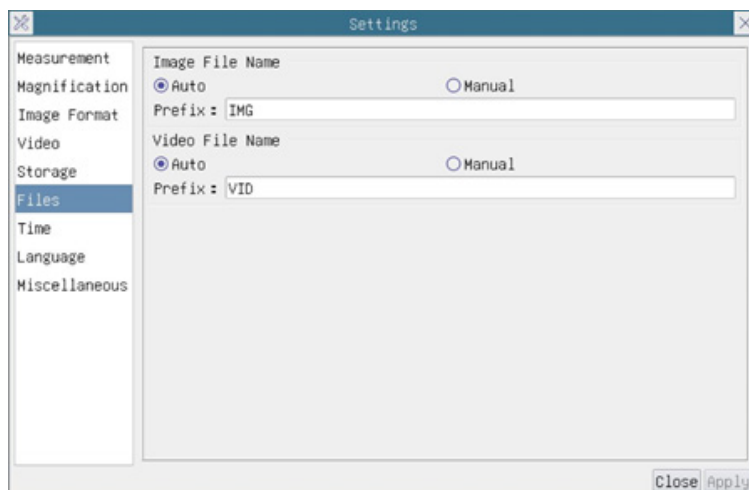 Settings
Measurement
Magnification
Image Format
Video
Storage
Files
Time
Language
Miscellaneous
Image File Name
Auto Manual
Prefix: IMG
Video File Name
Auto Manual
Prefix: VID
Close Apply